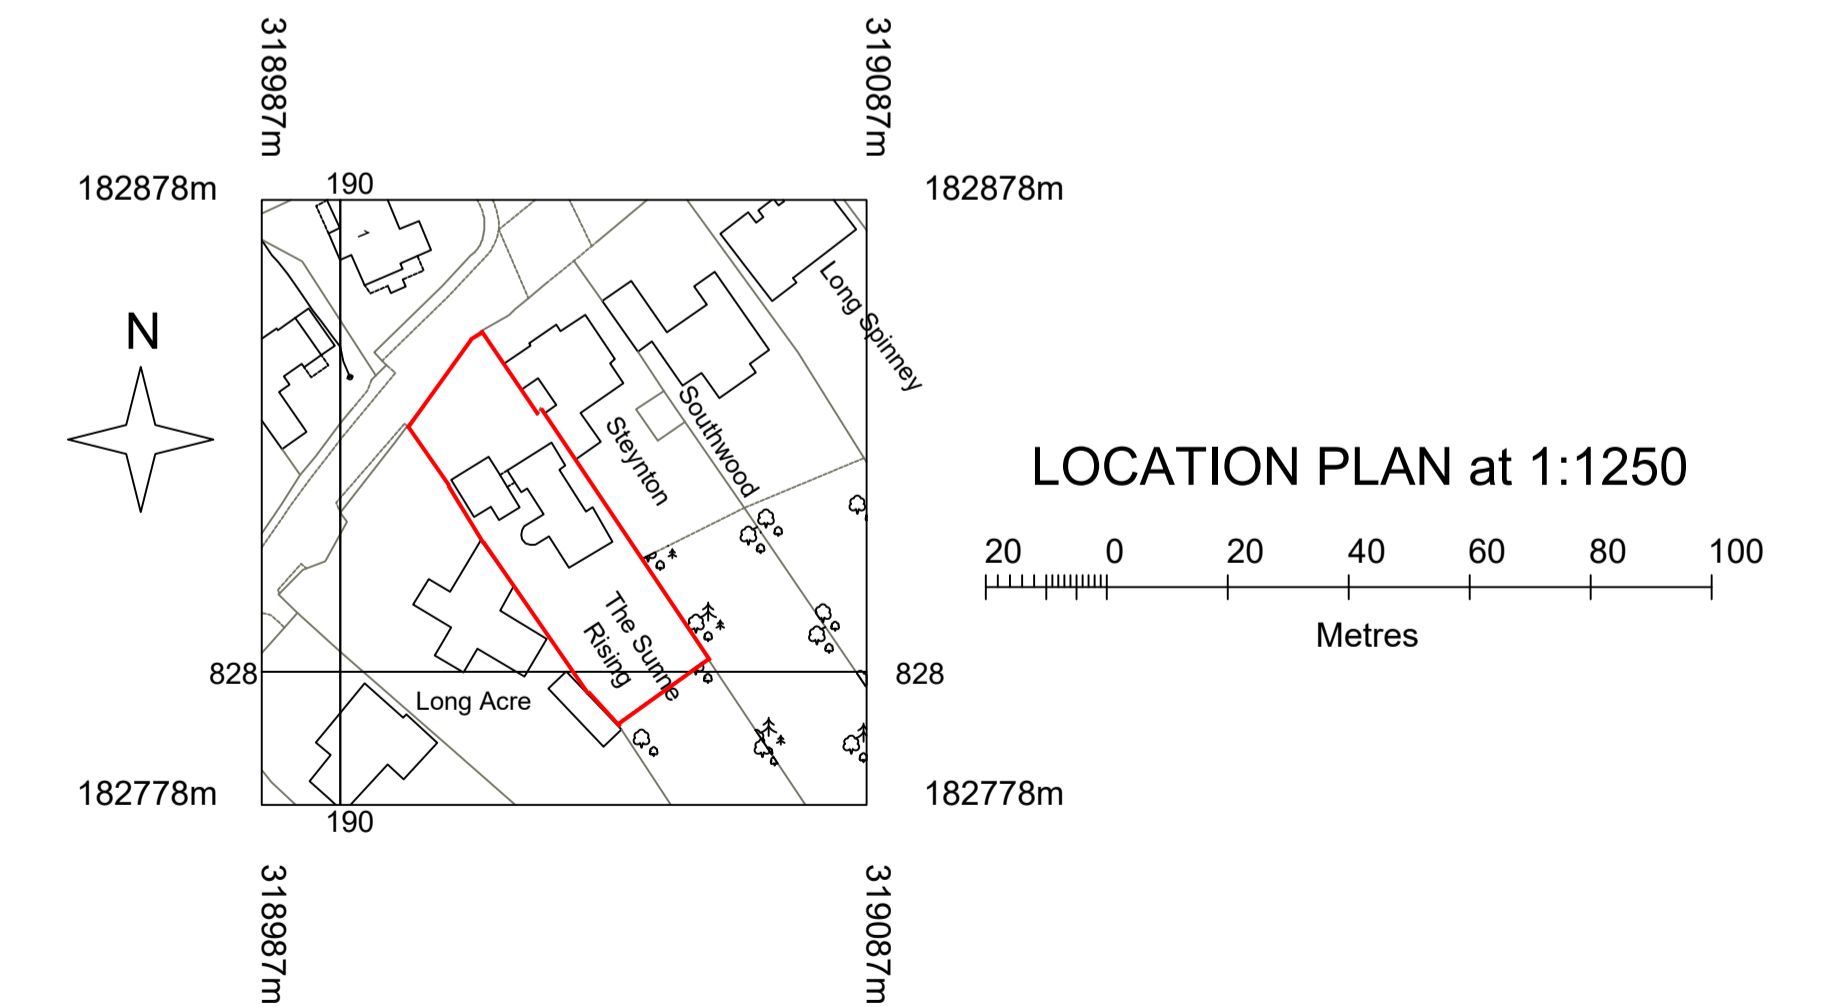 318987m
319087m
182878m
190
182878m
1
N
Long Spinney
Southwood
Steynton
LOCATION PLAN at 1:1250
20 0 20 40 60 80 100
Metres
The Sunne
Rising
828
828
Long Acre
182778m
182778m
190
318987m
319087m